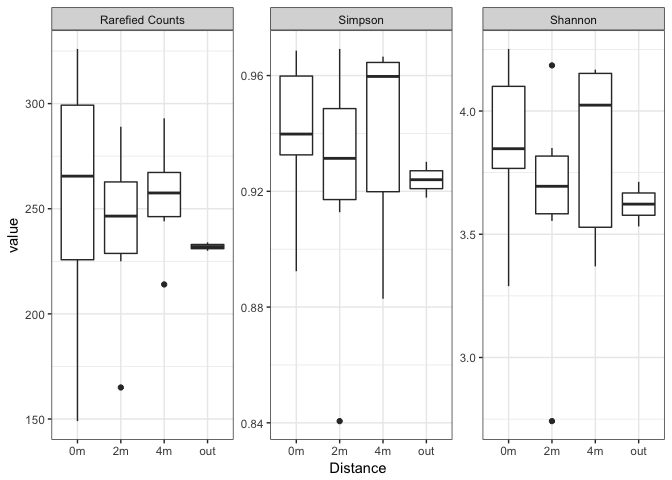 Rarefied Counts
Simpson
Shannon
value
300
250
200
150
0.96
0.92
0.88
0.84
4.0
3.5
3.0
0m 2m 4m out
0m 2m 4m out
0m 2m 4m out
Distance